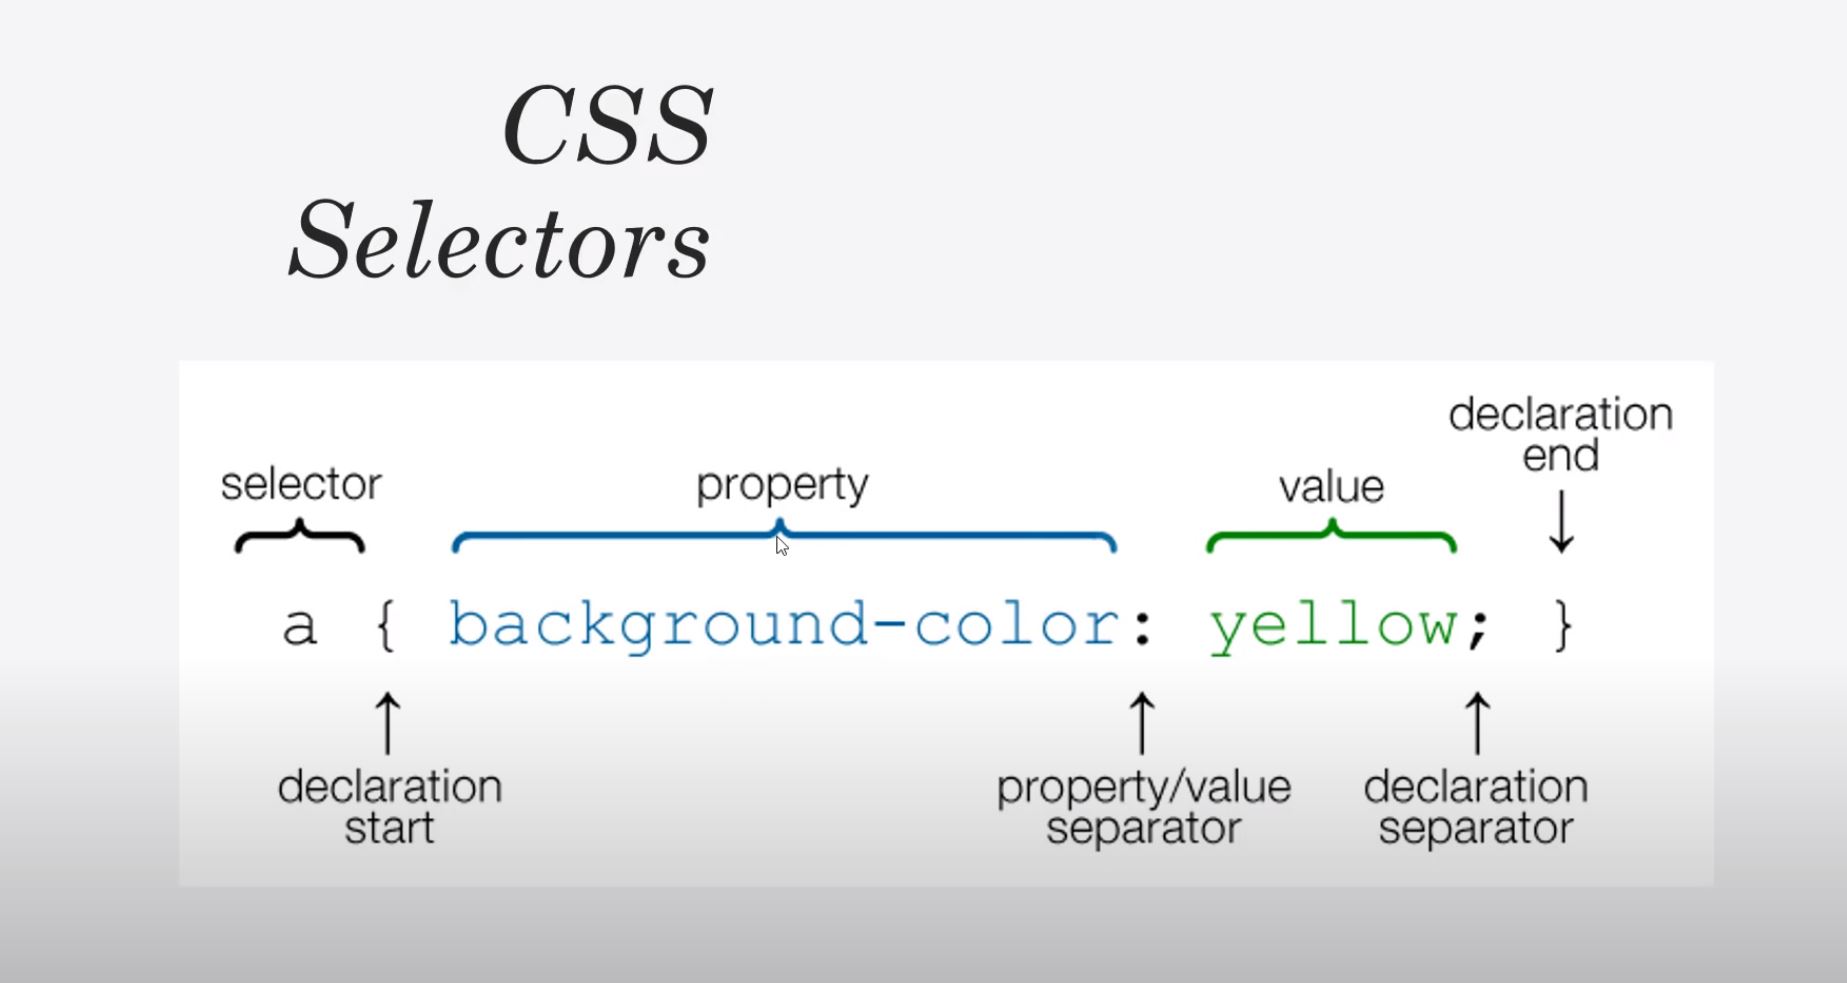 CSS
Selectors
declaration
end
selector
property
value
a { background-color: yellow; }
declaration
start
property/value
separator
declaration
separator